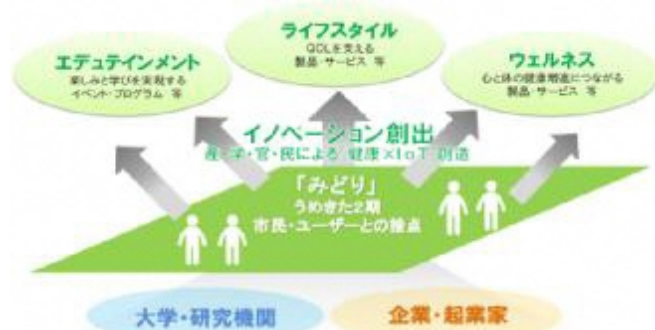 ライフスタイル
QOLを支える
製品・サービス 等
エデュテインメント
楽しみと学びを実現する
イベント・プログラム 等
ウェルネス
心と体の健康増進につながる
製品・サービス 等
イノベーション創出
産・学・官・民による 健康×IoT 創造
「みどり」
うめきた2期
市民・ユーザーとの接点
大学・研究機関
企業・起業家